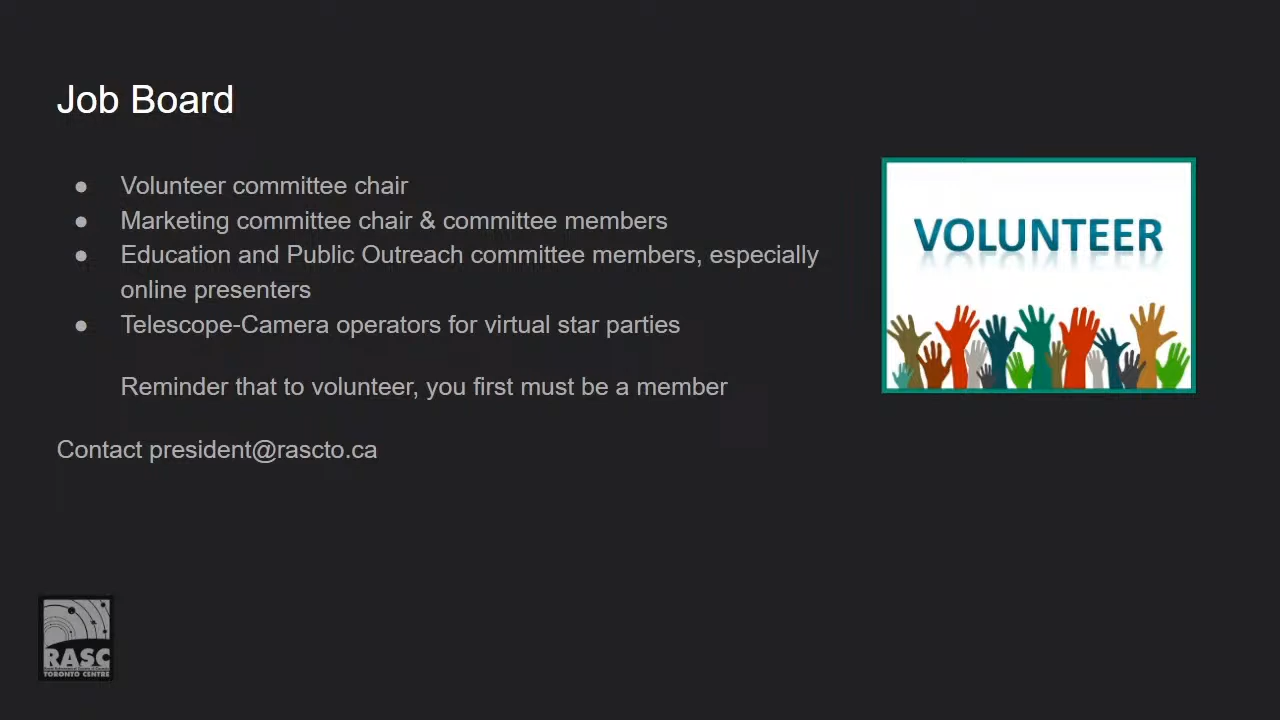 Job Board
● Volunteer committee chair
● Marketing committee chair & committee members
● Education and Public Outreach committee members, especially
online presenters
● Telescope-Camera operators for virtual star parties
Reminder that to volunteer, you first must be a member
Contact president@rascto.ca
VOLUNTEER
RASC
TORONTO CENTRE